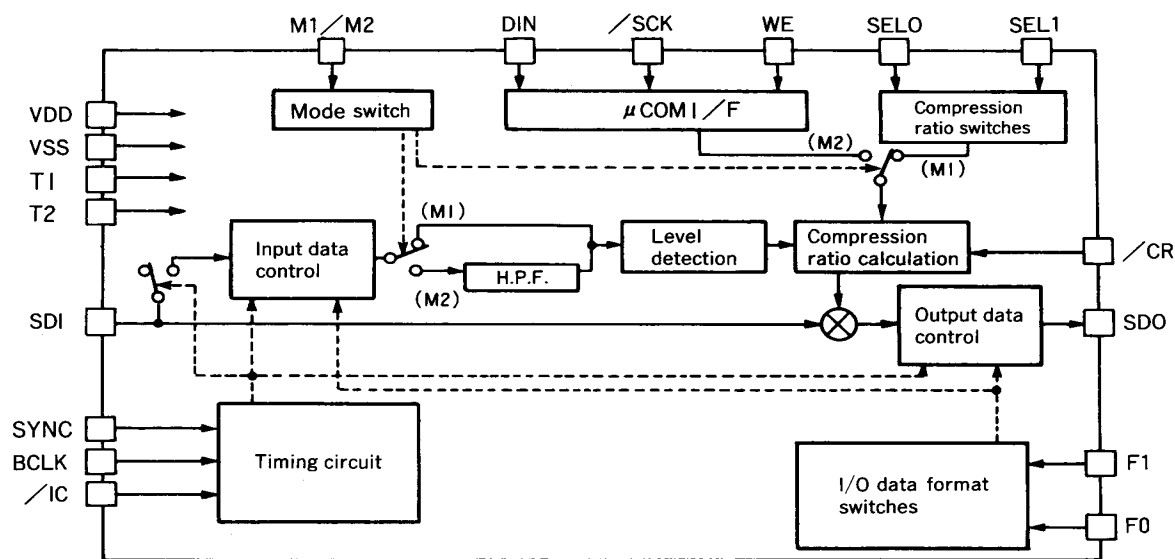 M1/M2
DIN
/SCK
WE
SEL0
SEL1
VDD
VSS
T1
T2
Mode switch
μCOM I/F
Compression
ratio switches
(M2)
(M1)
Input data
control
(M1)
(M2)
H.P.F.
Level
detection
Compression
ratio calculation
/CR
SDI
Output data
control
SDO
SYNC
BCLK
/IC
Timing circuit
I/O data format
switches
F1
F0